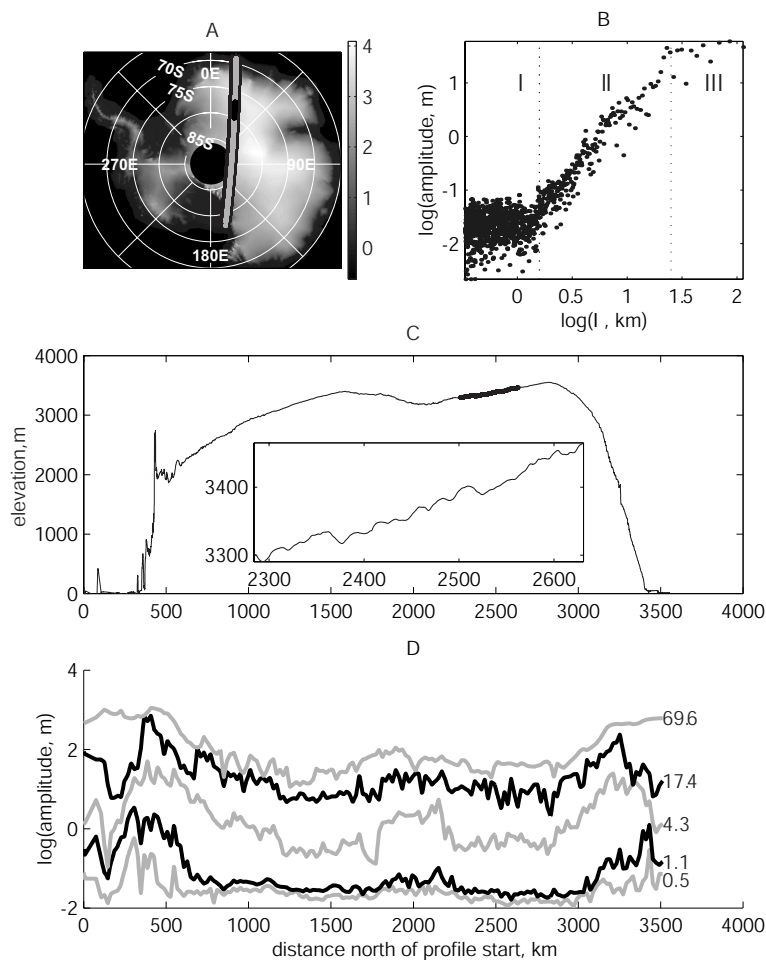 A
70S
0E
75S
85S
270E
90E
180E
4
3
2
1
0
B
I
II
III
1
0
-1
-2
log(amplitude, m)
0
0.5
1
1.5
2
log(l , km)
C
4000
3000
2000
1000
0
elevation,m
3400
3300
2300
2400
2500
2600
0
500
1000
1500
2000
2500
3000
3500
4000
D
4
2
0
-2
log(amplitude, m)
69.6
17.4
4.3
1.1
0.5
0
500
1000
1500
2000
2500
3000
3500
4000
distance north of profile start, km